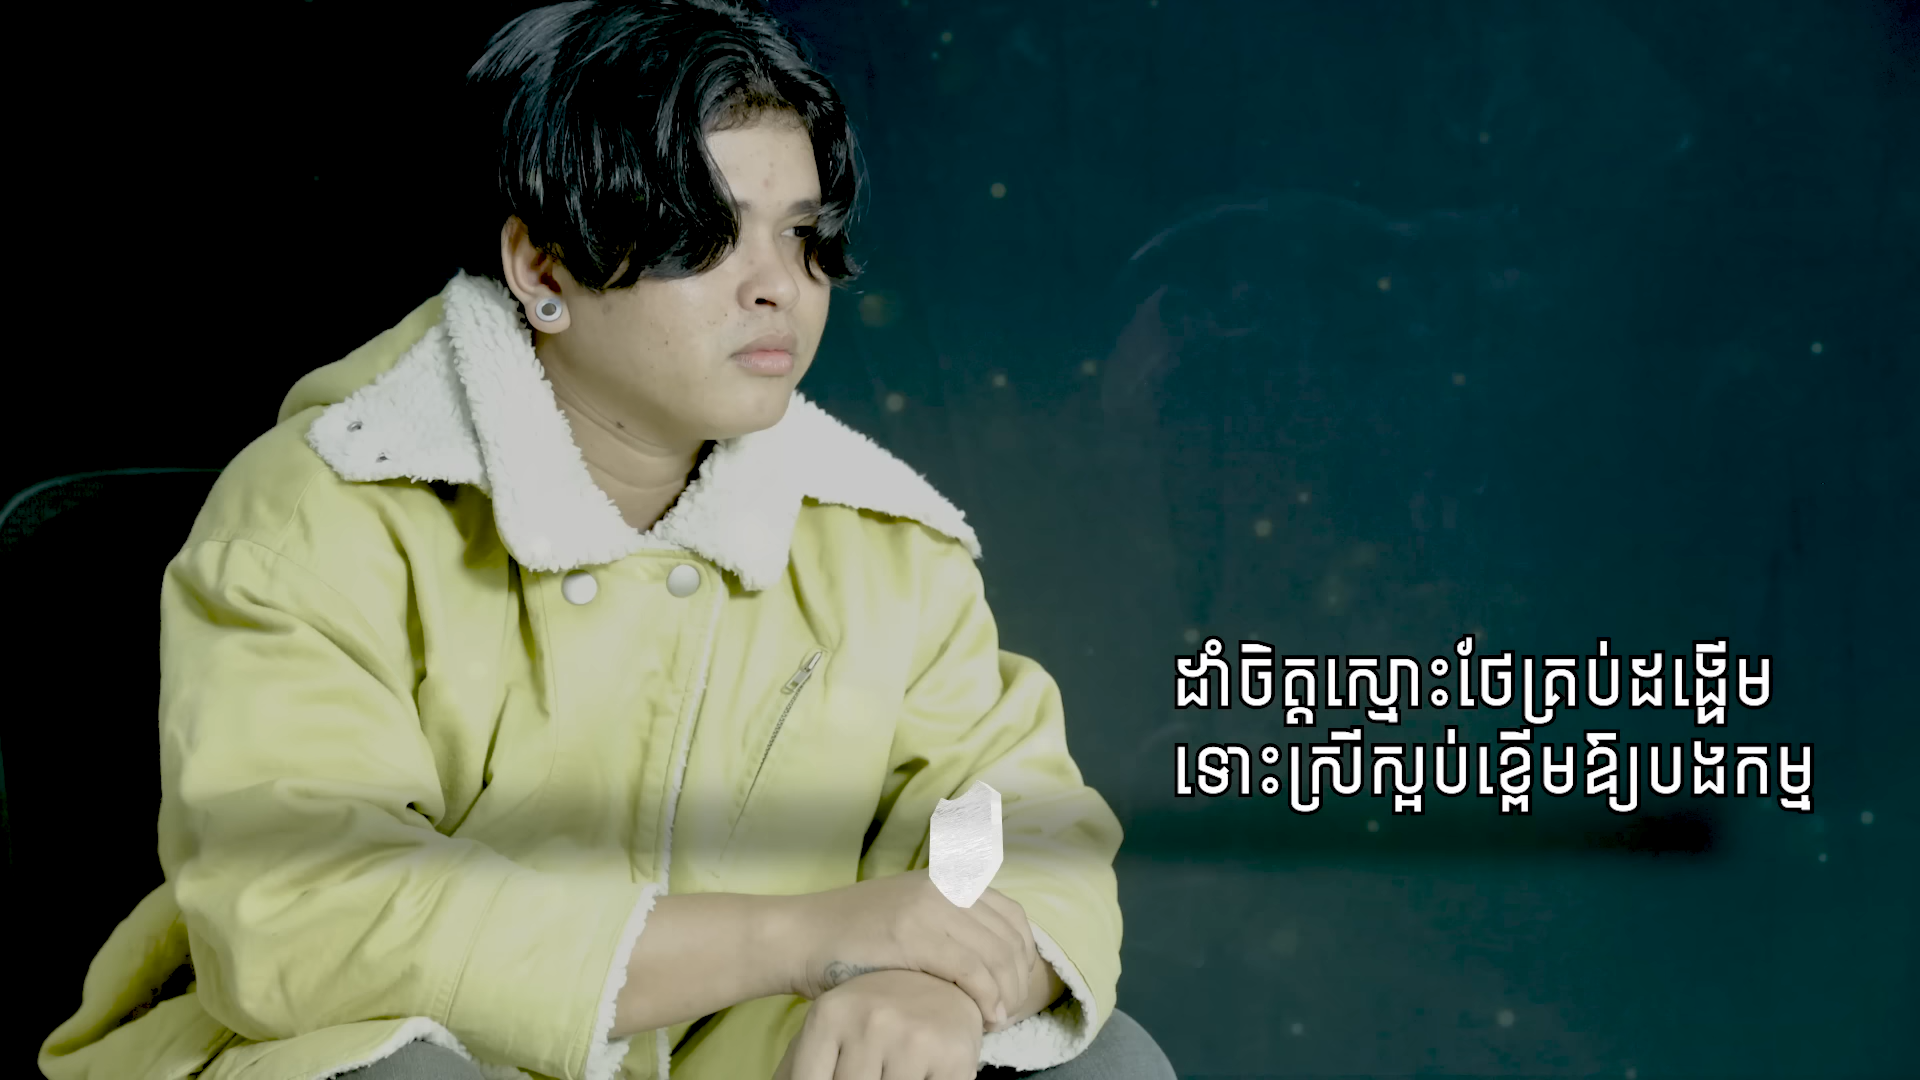 ដាំចិត្តស្មោះថែគ្រប់ដង្ហើម
ទោះស្រីស្អប់ខ្ពើមឱ្យបងកម្ម